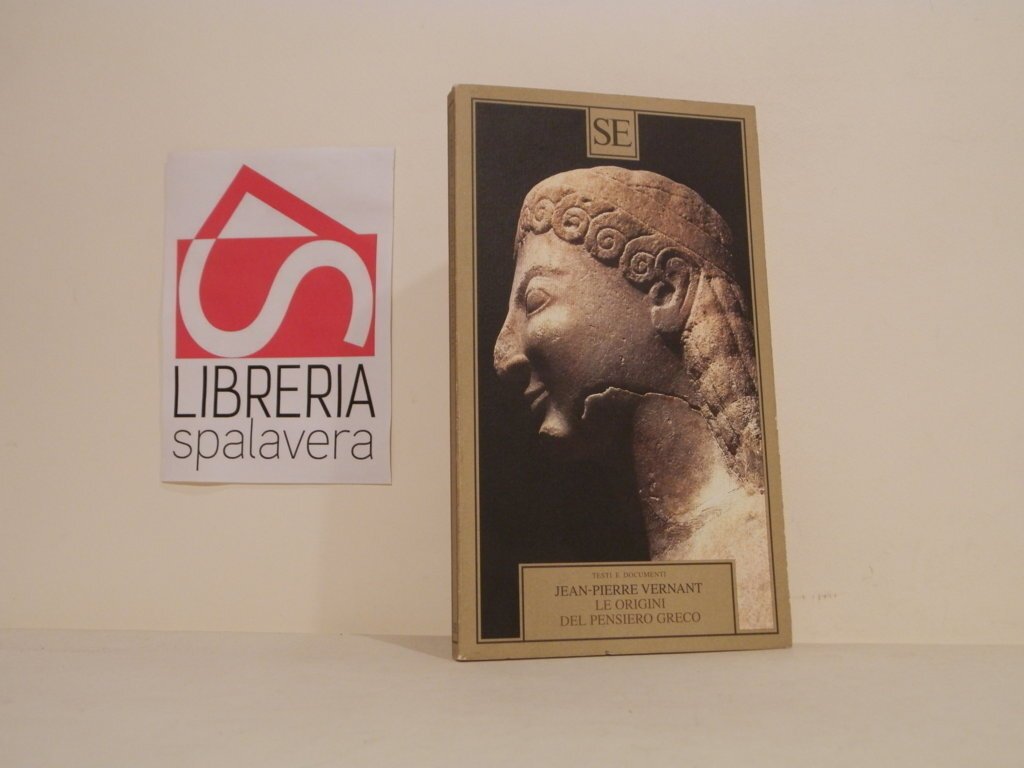 LIBRERIA
spalavera
SE
TESTI E DOCUMENTI
JEAN-PIERRE VERNANT
LE ORIGINI
DEL PENSIERO GRECO